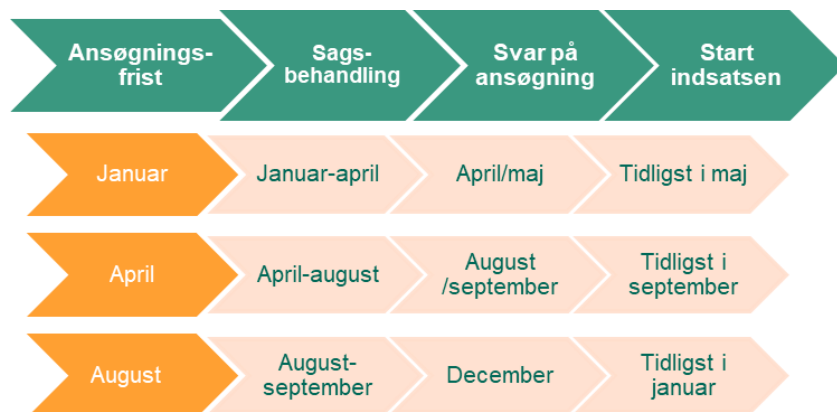 Ansøgnings-
frist
Sags-
behandling
Svar på
ansøgning
Start
indsatsen
Januar
Januar-april
April/maj
Tidligst i maj
April
April-august
August
/september
Tidligst i
september
August
August-
september
December
Tidligst i
januar